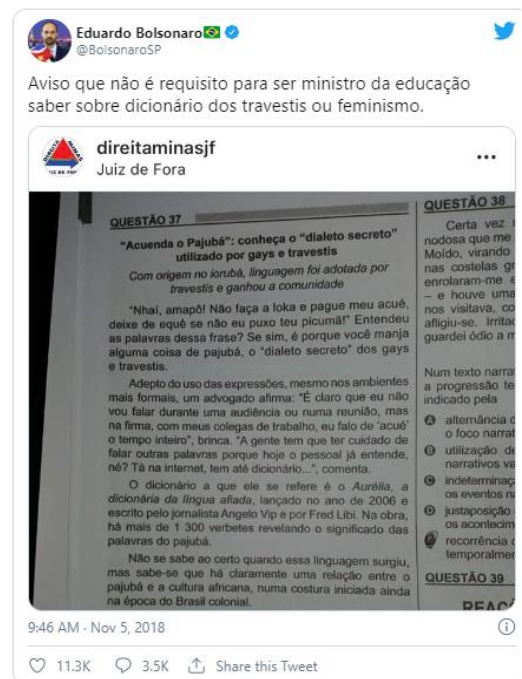 Eduardo Bolsonaro🇧🇷
@BolsonaroSP
Aviso que não é requisito para ser ministro da educação
saber sobre dicionário dos travestis ou feminismo.
direitaminasjf
Juiz de Fora
QUESTÃO 37
"Acuenda o Pajubá": conheça o "dialeto secreto"
utilizado por gays e travestis
Com origem no iorubá, linguagem foi adotada por
travestis e ganhou a comunidade
"Nhai, amapô! Não faça a loka e pague meu acué,
deixe de equê se não eu puxo teu picumã!" Entendeu
as palavras dessa frase? Se sim, é porque você manja
alguma coisa de pajubá, o "dialeto secreto" dos gays
e travestis.
Adepto do uso das expressões, mesmo nos ambientes
mais formais, um advogado afirma: "É claro que eu não
vou falar durante uma audiência ou numa reunião, mas
na firma, com meus colegas de trabalho, eu falo de 'acué'
o tempo inteiro", brinca. "A gente tem que ter cuidado de
falar outras palavras porque hoje o pessoal já entende,
né? Tá na internet, tem até dicionário...", comenta.
O dicionário a que ele se refere é o Aurélia, a
dicionária da língua afiada, lançado no ano de 2006 e
escrito pelo jornalista Angelo Vip e por Fred Libi. Na obra,
há mais de 1 300 verbetes revelando o significado das
palavras do pajubá.
Não se sabe ao certo quando essa linguagem surgiu,
mas sabe-se que há claramente uma relação entre o
pajubá e a cultura africana, numa costura iniciada ainda
na época do Brasil colonial.
QUESTÃO 38
Certa vez
nodosa que me
Moldo, virando
nas costelas
enrolaram-me
– e houve uma
nos visitava, co
afligiu-se. Irritad
guardei ódio a m
Num texto narra
a progressão te
indicado pela
A alternância d
o foco narrat
B utilização de
narrativos va
C indeterminaç
os eventos n
D justaposição
os acontecim
recorrência
temporalmen
QUESTÃO 39
9:46 AM · Nov 5, 2018
11.3K 3.5K Share this Tweet